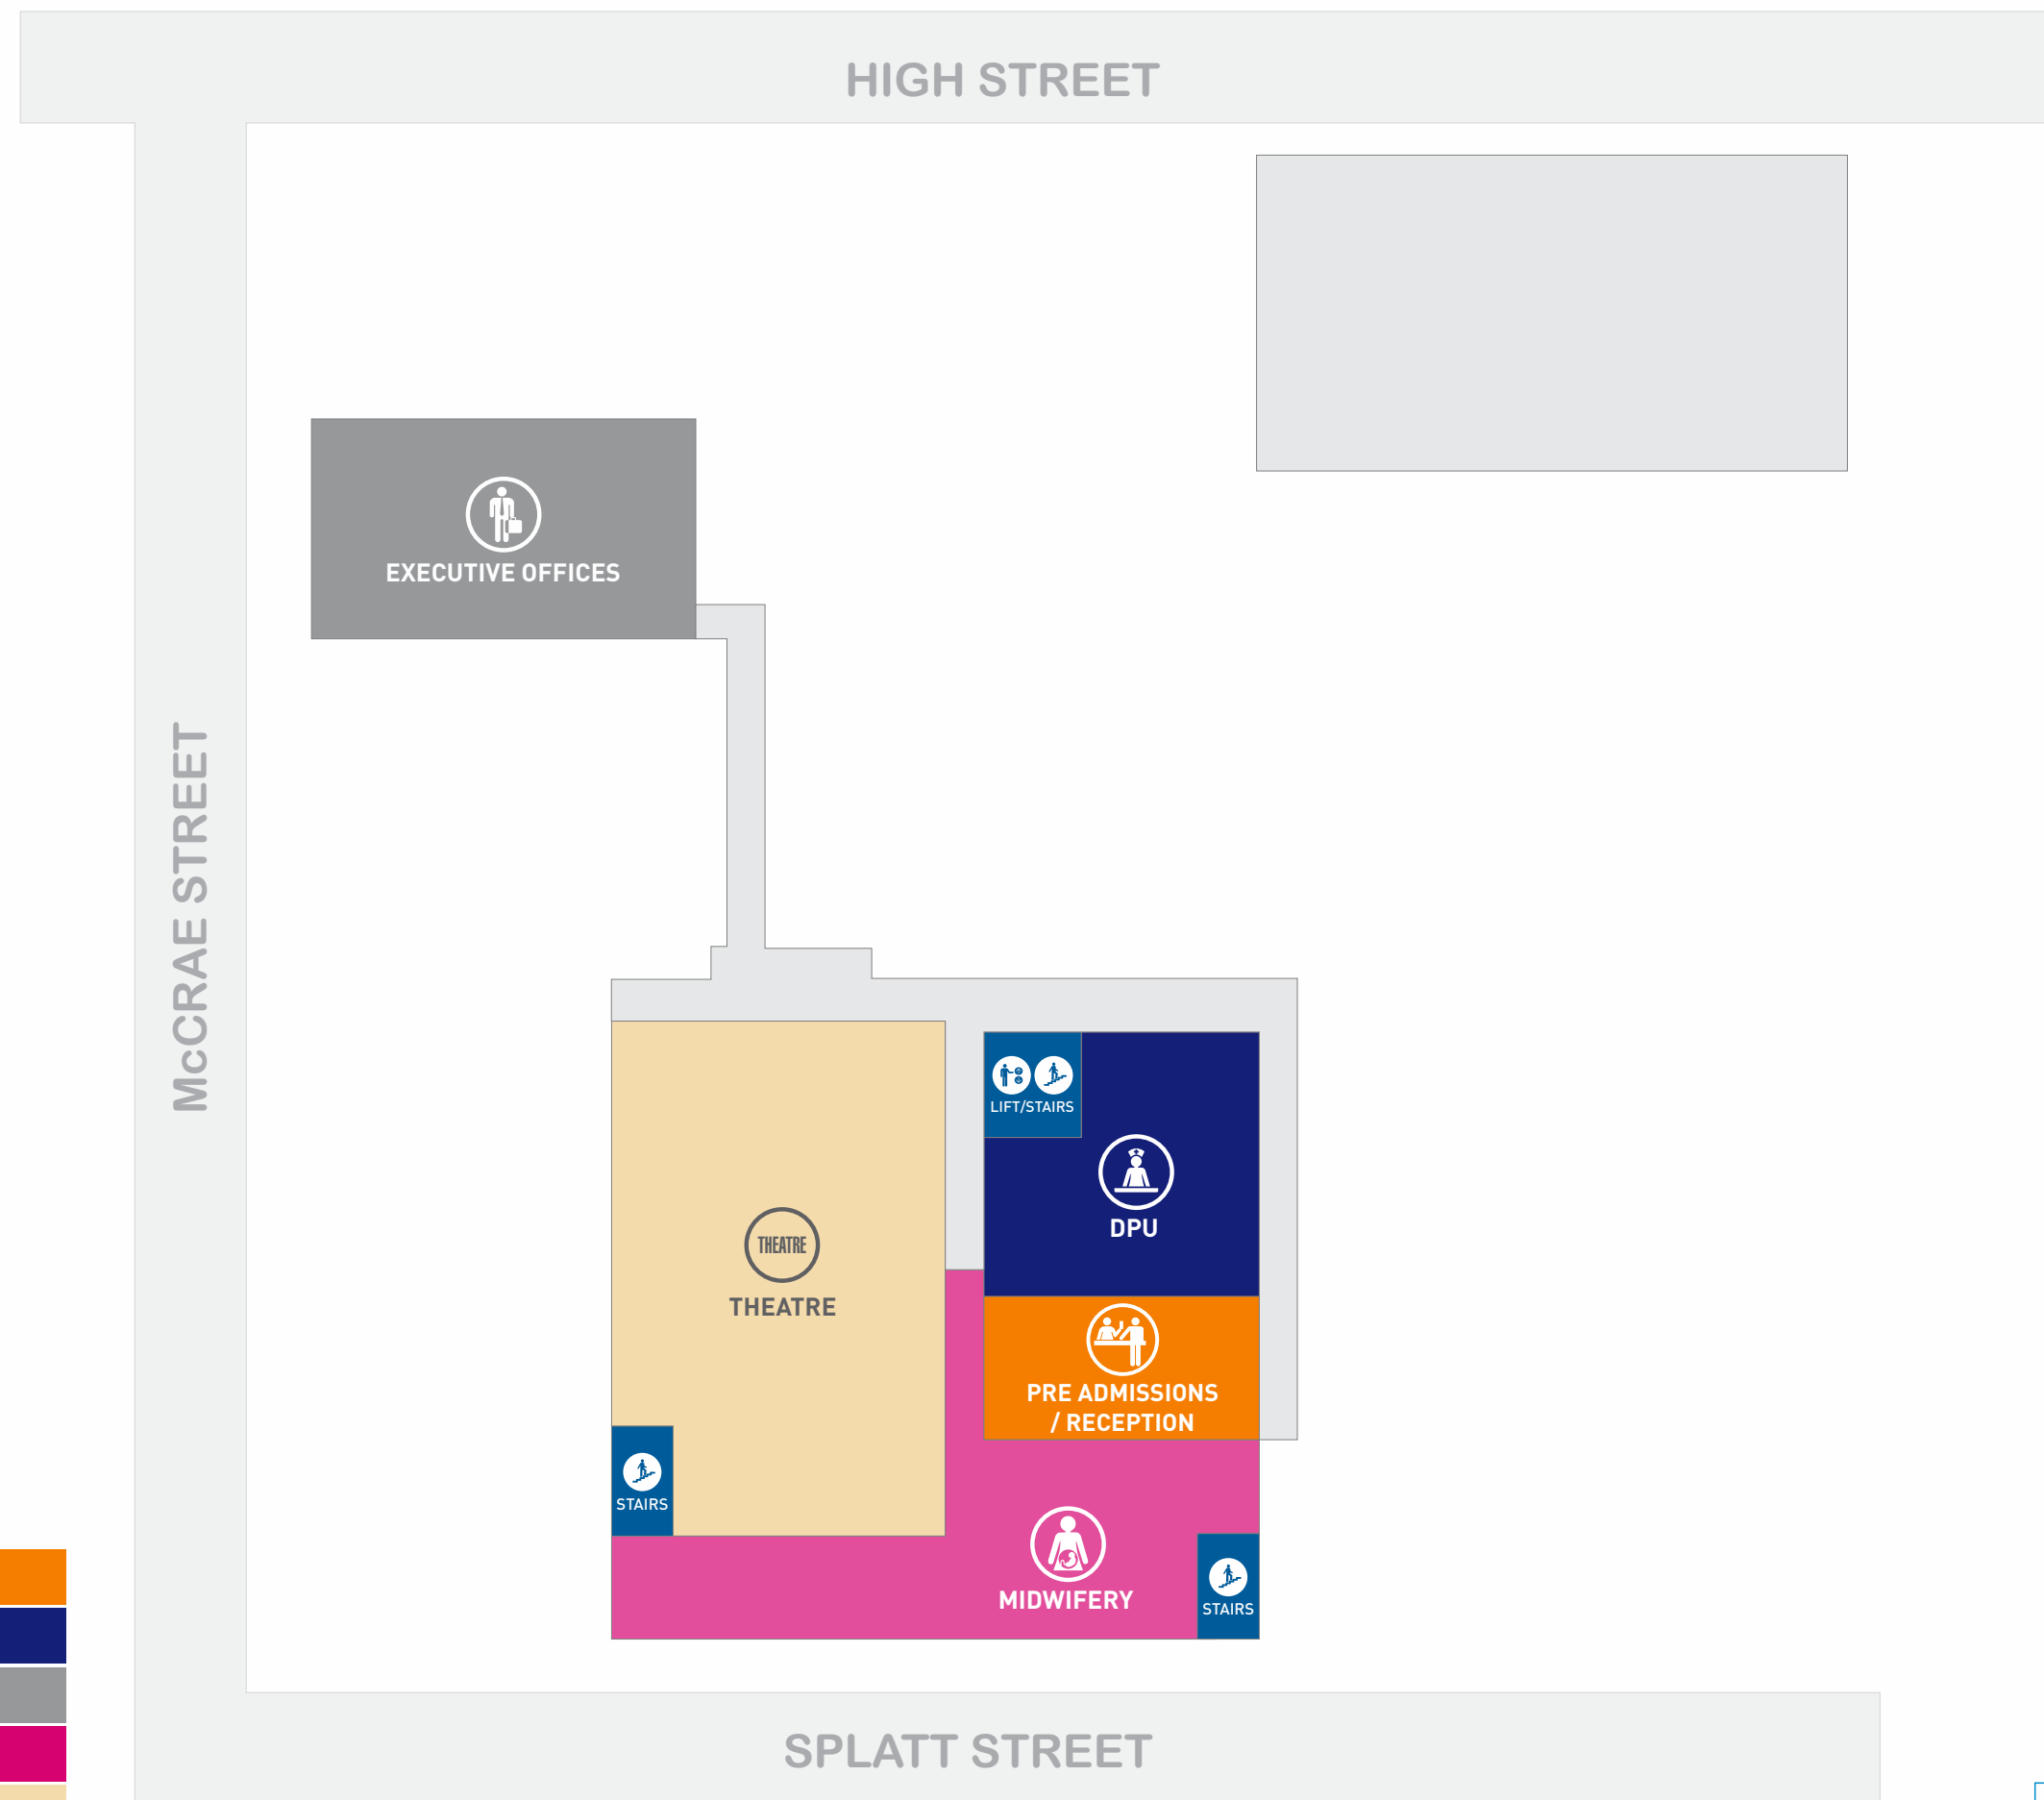 HIGH STREET
EXECUTIVE OFFICES
McCRAE STREET
LIFT/STAIRS
DPU
THEATRE
THEATRE
PRE ADMISSIONS
/ RECEPTION
STAIRS
MIDWIFERY
STAIRS
SPLATT STREET